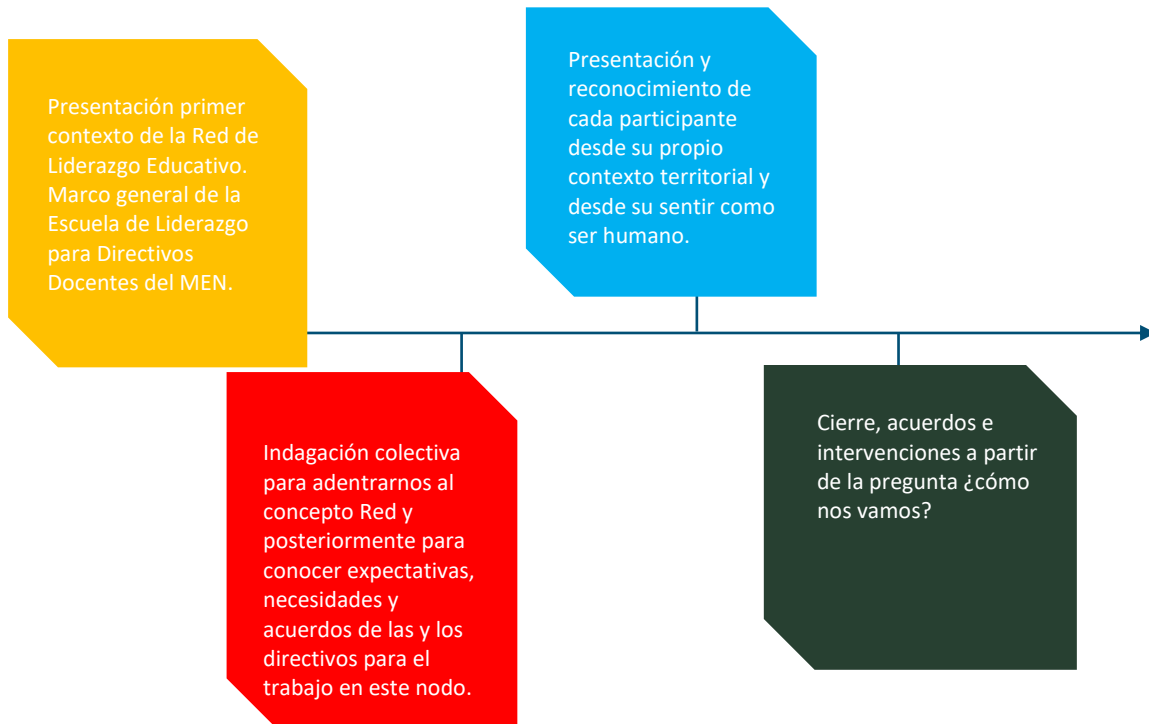 Presentación primer
contexto de la Red de
Liderazgo Educativo.
Marco general de la
Escuela de Liderazgo
para Directivos
Docentes del MEN.
Indagación colectiva
para adentrarnos al
concepto Red y
posteriormente para
conocer expectativas,
necesidades y
acuerdos de las y los
directivos para el
trabajo en este nodo.
Presentación y
reconocimiento de
cada participante
desde su propio
contexto territorial y
desde su sentir como
ser humano.
Cierre, acuerdos e
intervenciones a partir
de la pregunta ¿cómo
nos vamos?